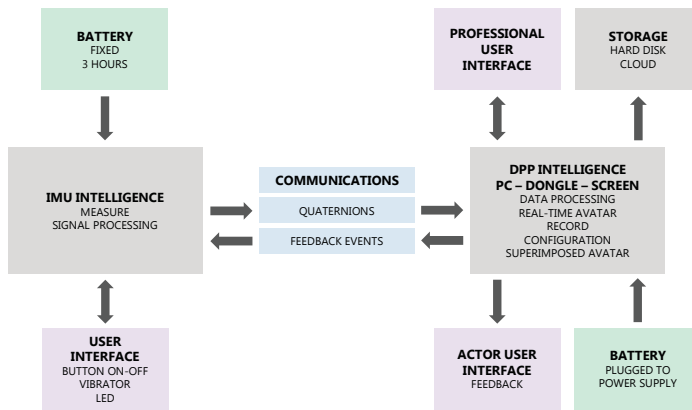 BATTERY
FIXED
3 HOURS
PROFESSIONAL
USER
INTERFACE
STORAGE
HARD DISK
CLOUD
IMU INTELLIGENCE
MEASURE
SIGNAL PROCESSING
COMMUNICATIONS
QUATERNIONS
FEEDBACK EVENTS
DPP INTELLIGENCE
PC – DONGLE – SCREEN
DATA PROCESSING
REAL-TIME AVATAR
RECORD
CONFIGURATION
SUPERIMPOSED AVATAR
USER
INTERFACE
BUTTON ON-OFF
VIBRATOR
LED
ACTOR USER
INTERFACE
FEEDBACK
BATTERY
PLUGGED TO
POWER SUPPLY